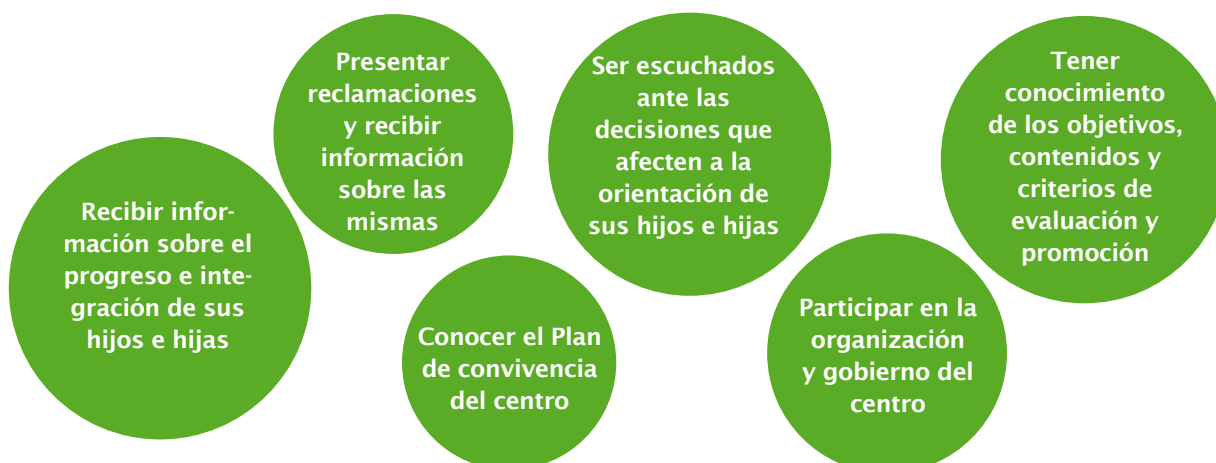 Recibir infor-
mación sobre el
progreso e inte-
gración de sus
hijos e hijas
Presentar
reclamaciones
y recibir
información
sobre las
mismas
Conocer el Plan
de convivencia
del centro
Ser escuchados
ante las
decisiones que
afecten a la
orientación de
sus hijos e hijas
Participar en la
organización
y gobierno del
centro
Tener
conocimiento
de los objetivos,
contenidos y
criterios de
evaluación y
promoción